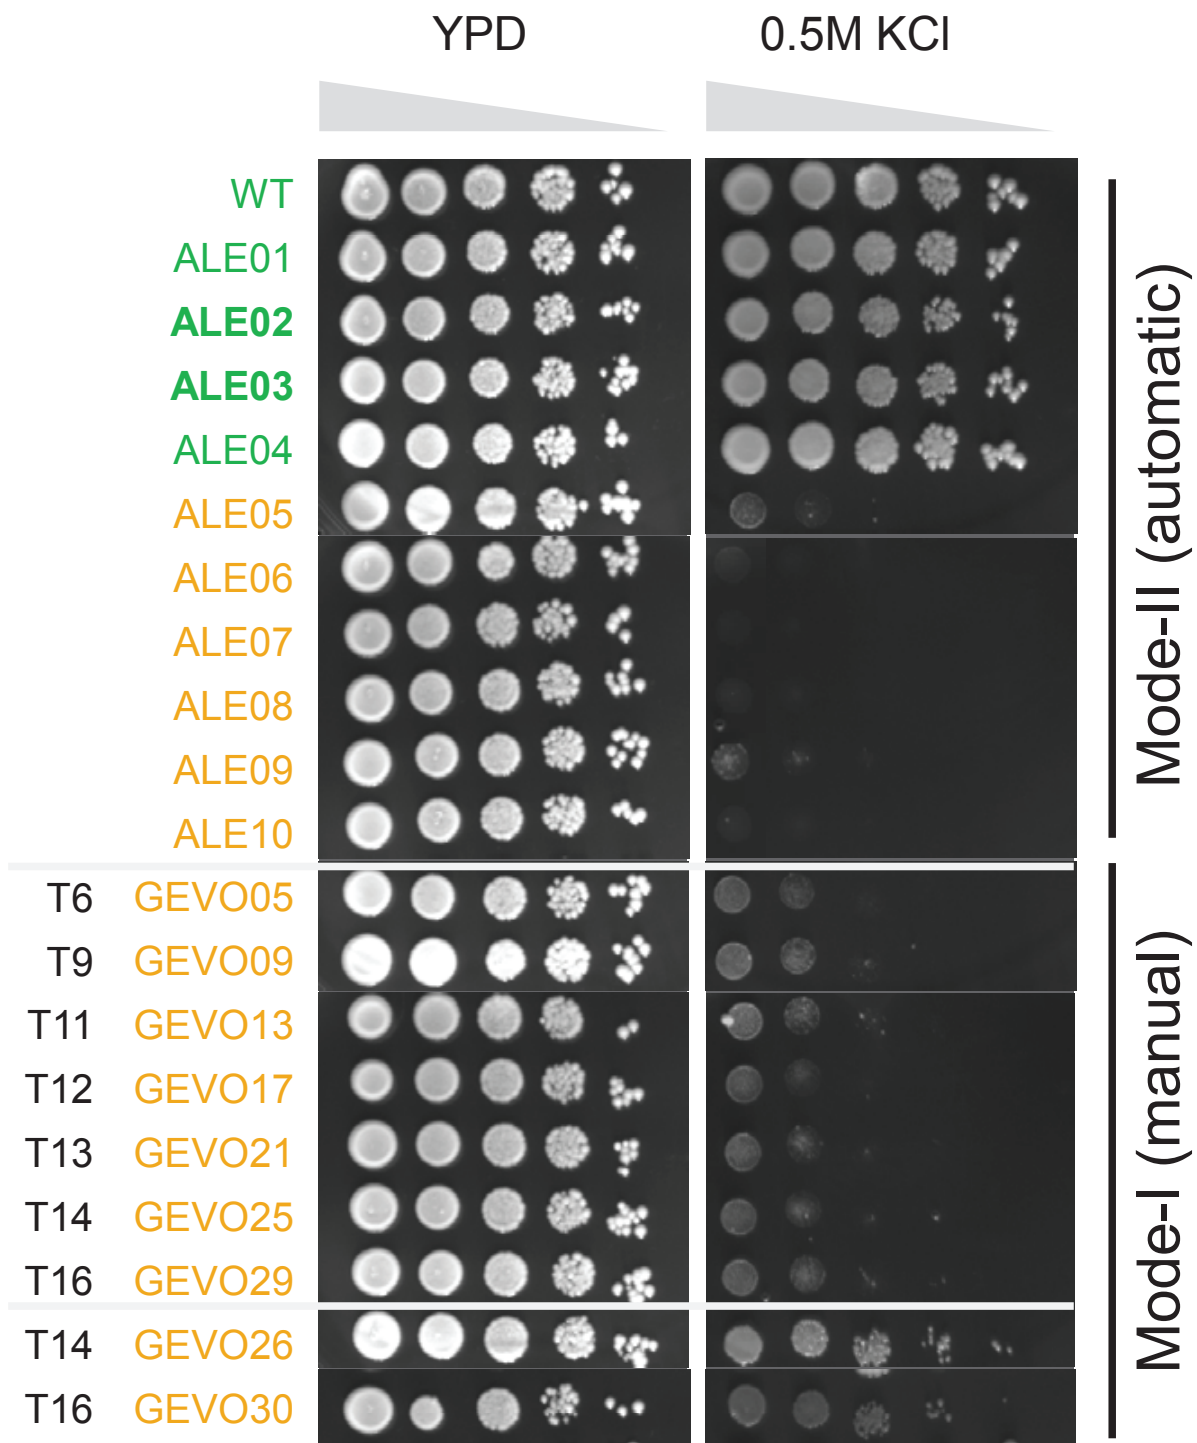 YPD 0.5M KCl
WT
ALE01
ALE02
ALE03
ALE04
ALE05
ALE06
ALE07
ALE08
ALE09
ALE10
Mode-II (automatic)
T6 GEVO05
T9 GEVO09
T11 GEVO13
T12 GEVO17
T13 GEVO21
T14 GEVO25
T16 GEVO29
T14 GEVO26
T16 GEVO30
Mode-I (manual)